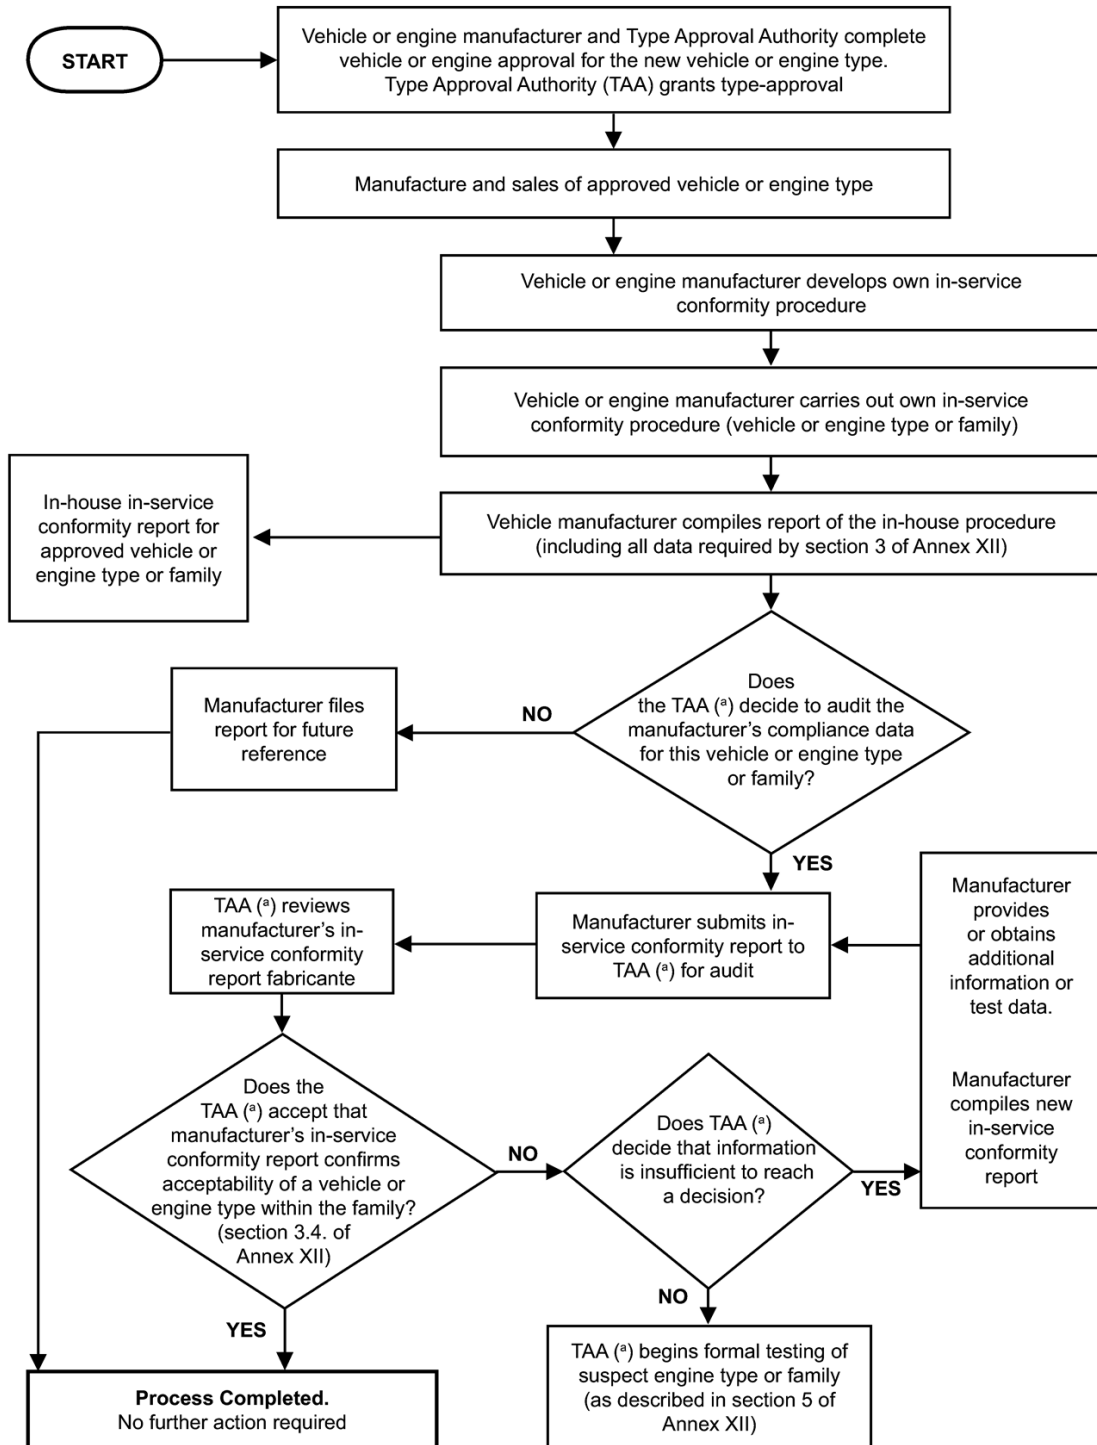 START
Vehicle or engine manufacturer and Type Approval Authority complete
vehicle or engine approval for the new vehicle or engine type.
Type Approval Authority (TAA) grants type-approval
Manufacture and sales of approved vehicle or engine type
Vehicle or engine manufacturer develops own in-service
conformity procedure
Vehicle or engine manufacturer carries out own in-service
conformity procedure (vehicle or engine type or family)
In-house in-service
conformity report for
approved vehicle or
engine type or family
Vehicle manufacturer compiles report of the in-house procedure
(including all data required by section 3 of Annex XII)
Does
the TAA (ᵃ) decide to audit the
manufacturer’s compliance data
for this vehicle or engine type
or family?
NO
Manufacturer files
report for future
reference
YES
Manufacturer
provides
or obtains
additional
information or
test data.
Manufacturer
compiles new
in-service
conformity
report
Manufacturer submits in-
service conformity report to
TAA (ᵃ) for audit
TAA (ᵃ) reviews
manufacturer’s in-
service conformity
report fabricante
Does the
TAA (ᵃ) accept that
manufacturer’s in-service
conformity report confirms
acceptability of a vehicle or
engine type within the family?
(section 3.4. of
Annex XII)
NO
Does TAA (ᵃ)
decide that information
is insufficient to reach
a decision?
YES
NO
YES
TAA (ᵃ) begins formal testing of
suspect engine type or family
(as described in section 5 of
Annex XII)
Process Completed.
No further action required